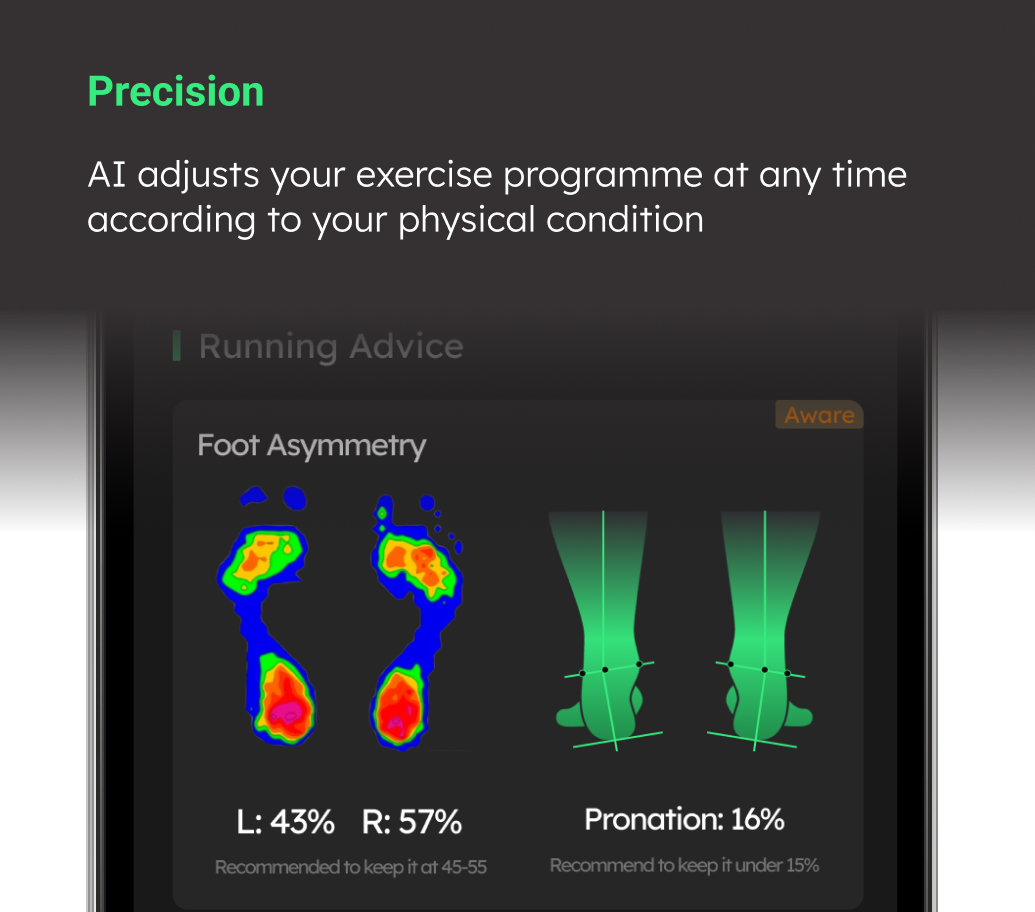 Precision
AI adjusts your exercise programme at any time
according to your physical condition
Running Advice
Aware
Foot Asymmetry
L: 43% R: 57%
Recommended to keep it at 45-55
Pronation: 16%
Recommend to keep it under 15%